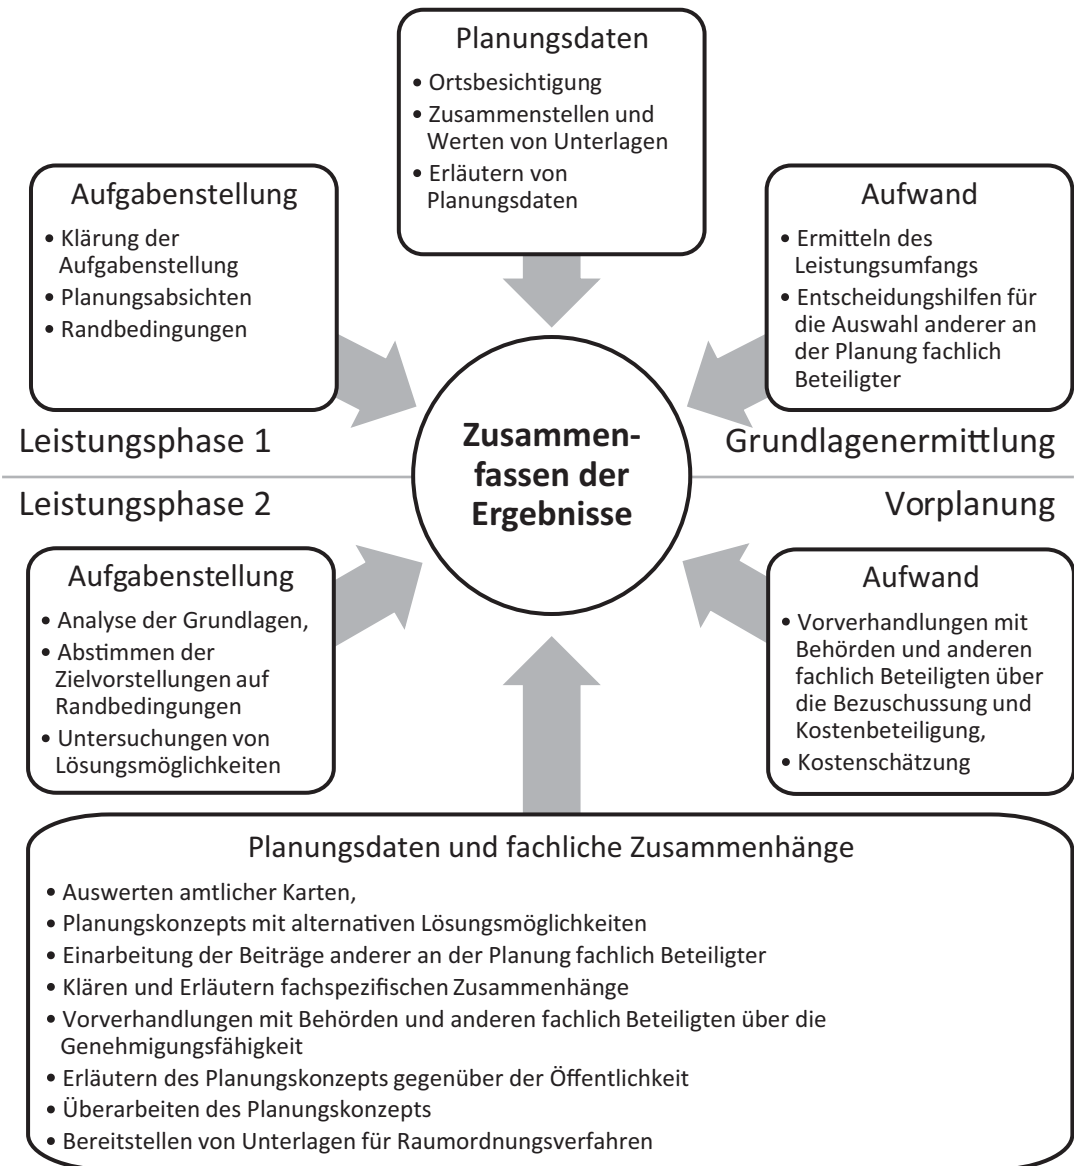 Planungsdaten
• Ortsbesichtigung
• Zusammenstellen und
Werten von Unterlagen
• Erläutern von
Planungsdaten
Aufgabenstellung
• Klärung der
Aufgabenstellung
• Planungsabsichten
• Randbedingungen
Aufwand
• Ermitteln des
Leistungsumfangs
• Entscheidungshilfen für
die Auswahl anderer an
der Planung fachlich
Beteiligter
Leistungsphase 1
Grundlagenermittlung
Zusammen-
fassen der
Ergebnisse
Leistungsphase 2
Vorplanung
Aufgabenstellung
• Analyse der Grundlagen,
• Abstimmen der
Zielvorstellungen auf
Randbedingungen
• Untersuchungen von
Lösungsmöglichkeiten
Aufwand
• Vorverhandlungen mit
Behörden und anderen
fachlich Beteiligten über
die Bezuschussung und
Kostenbeteiligung,
• Kostenschätzung
Planungsdaten und fachliche Zusammenhänge
• Auswerten amtlicher Karten,
• Planungskonzepts mit alternativen Lösungsmöglichkeiten
• Einarbeitung der Beiträge anderer an der Planung fachlich Beteiligter
• Klären und Erläutern fachspezifischen Zusammenhänge
• Vorverhandlungen mit Behörden und anderen fachlich Beteiligten über die
Genehmigungsfähigkeit
• Erläutern des Planungskonzepts gegenüber der Öffentlichkeit
• Überarbeiten des Planungskonzepts
• Bereitstellen von Unterlagen für Raumordnungsverfahren